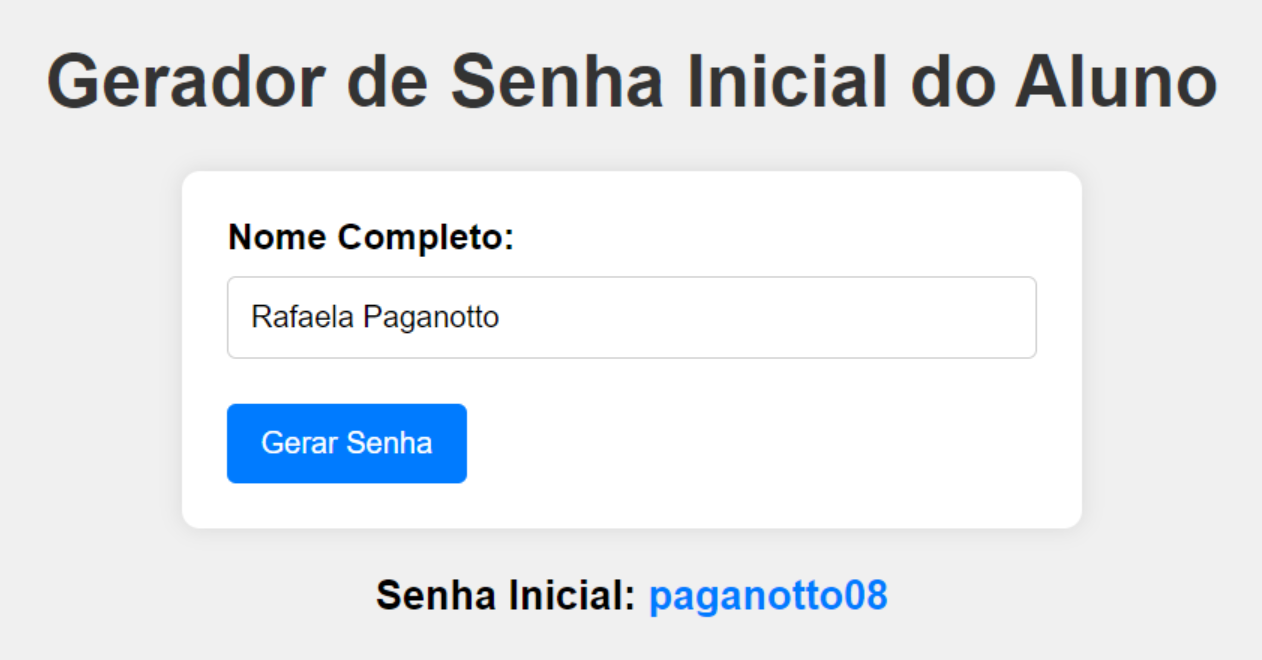 Gerador de Senha Inicial do Aluno
Nome Completo:
Rafaela Paganotto
Gerar Senha
Senha Inicial: paganotto08